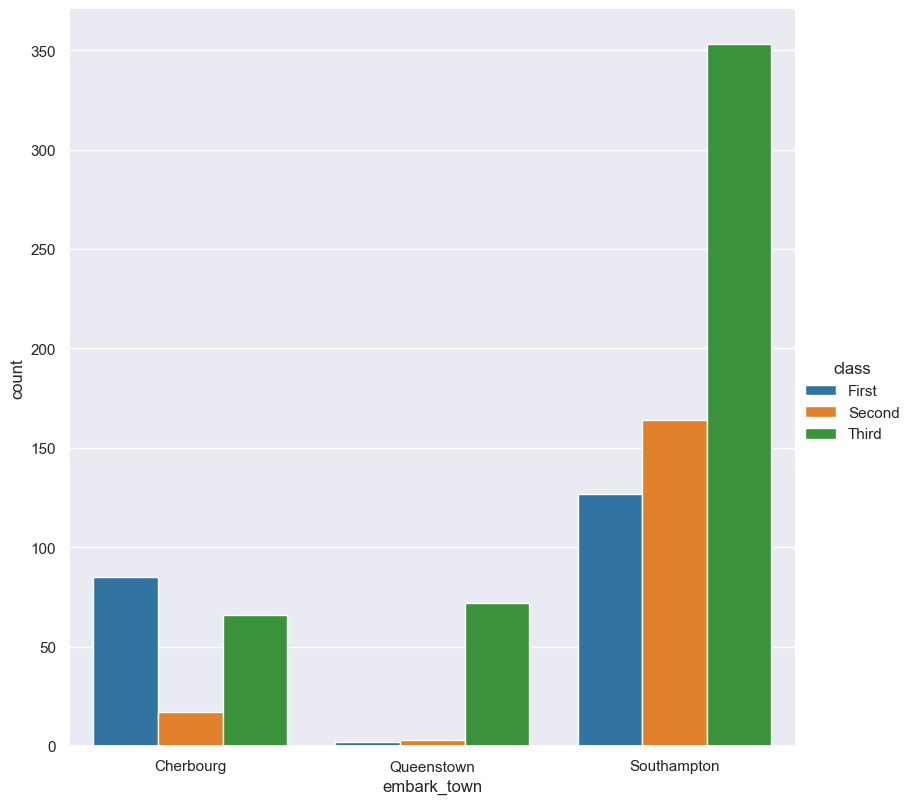 350
300
250
200
150
100
50
0
count
Cherbourg
Queenstown
Southampton
embark_town
class
First
Second
Third